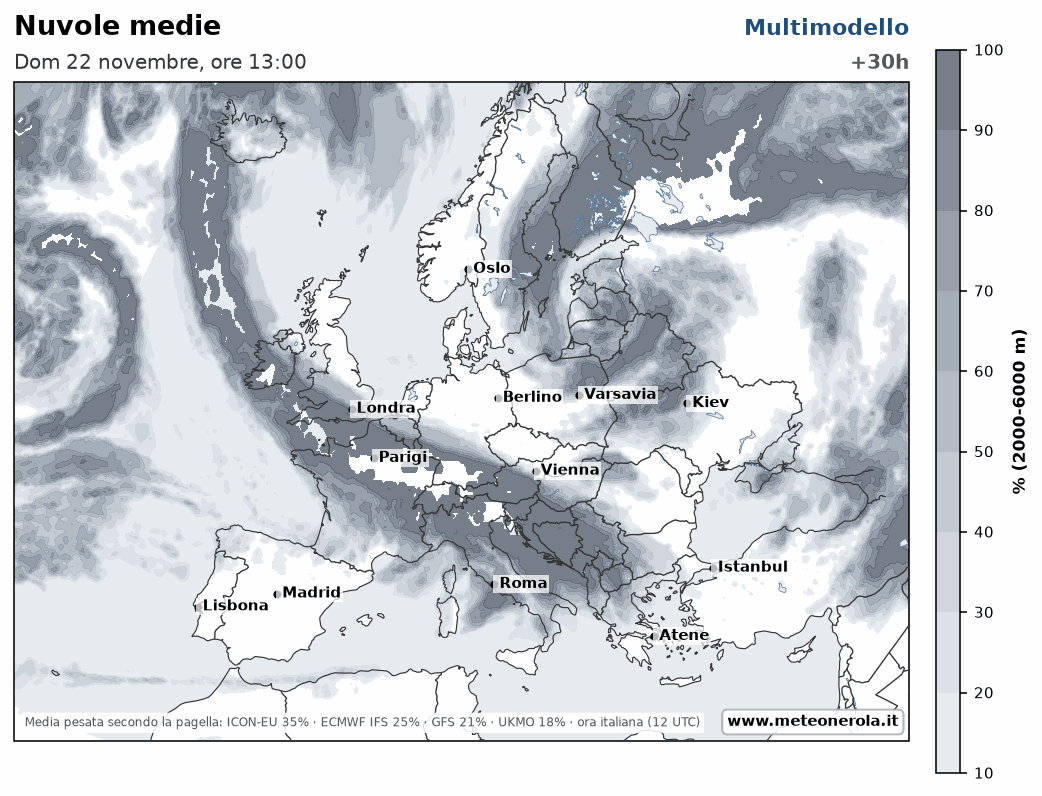 Nuvole medie
Multimodello
Dom 22 novembre, ore 13:00
+30h
100
90
80
70
60
50
40
30
20
10
% (2000-6000 m)
Oslo
Berlino
Varsavia
Kiev
Londra
Parigi
Vienna
Istanbul
Roma
Madrid
Lisbona
Atene
Media pesata secondo la pagella: ICON-EU 35% · ECMWF IFS 25% · GFS 21% · UKMO 18% · ora italiana (12 UTC)
www.meteonerola.it